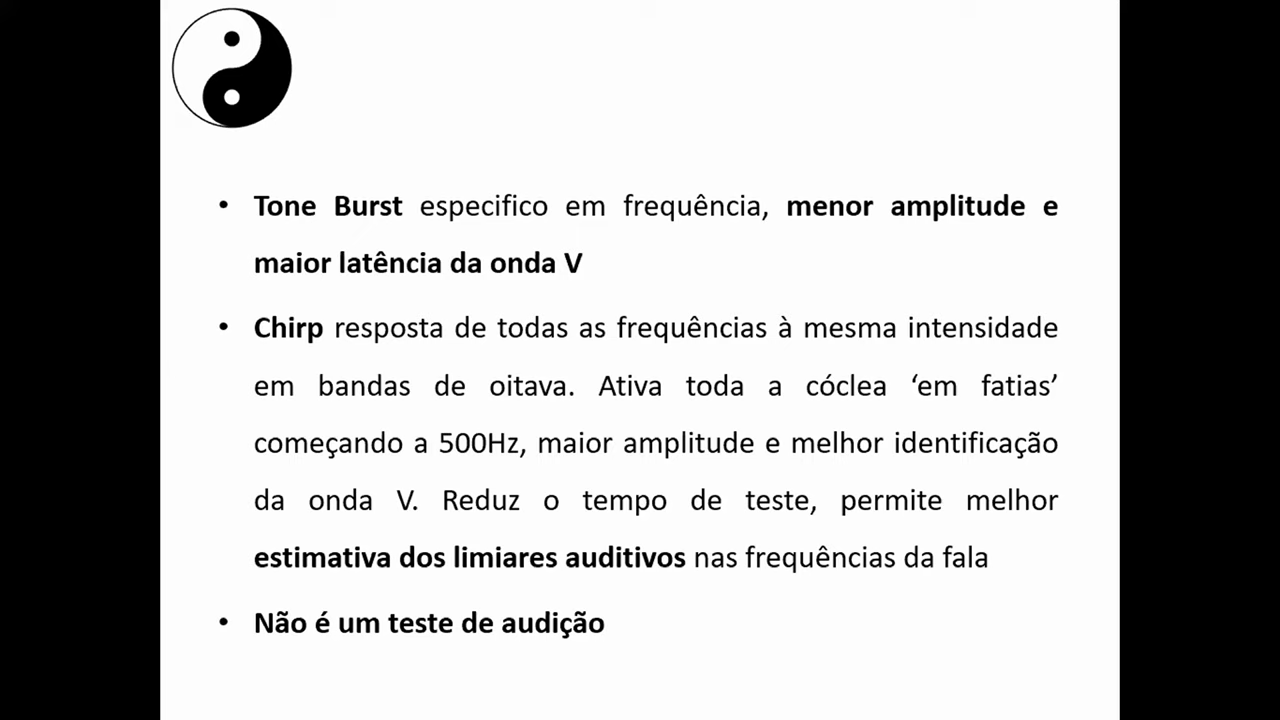 • Tone Burst especifico em frequência, menor amplitude e
maior latência da onda V
• Chirp resposta de todas as frequências à mesma intensidade
em bandas de oitava. Ativa toda a cóclea ‘em fatias’
começando a 500Hz, maior amplitude e melhor identificação
da onda V. Reduz o tempo de teste, permite melhor
estimativa dos limiares auditivos nas frequências da fala
• Não é um teste de audição